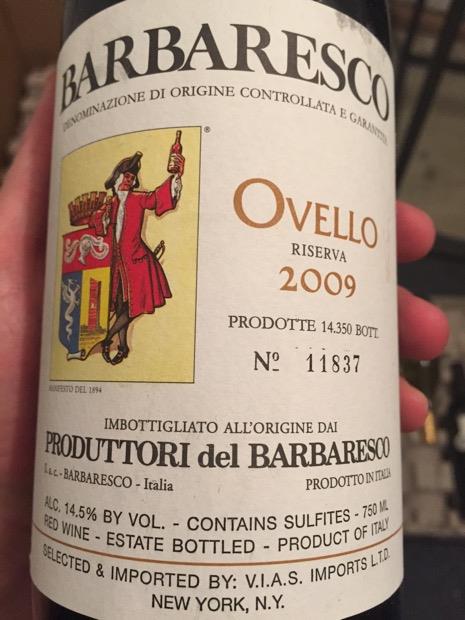 BARBARESCO
DENOMINAZIONE DI ORIGINE CONTROLLATA E GARANTITA
®
OVELLO
RISERVA
2009
PRODOTTE 14.350 BOTT.
Nº 11837
MANIFESTO DEL 1894
IMBOTTIGLIATO ALL'ORIGINE DAI
PRODUTTORI del BARBARESCO
S.a.c. - BARBARESCO - Italia
PRODOTTO IN ITALIA
ALC. 14.5% BY VOL. - CONTAINS SULFITES - 750 ML
RED WINE - ESTATE BOTTLED - PRODUCT OF ITALY
SELECTED & IMPORTED BY: V.I.A.S. IMPORTS L.T.D.
NEW YORK, N.Y.